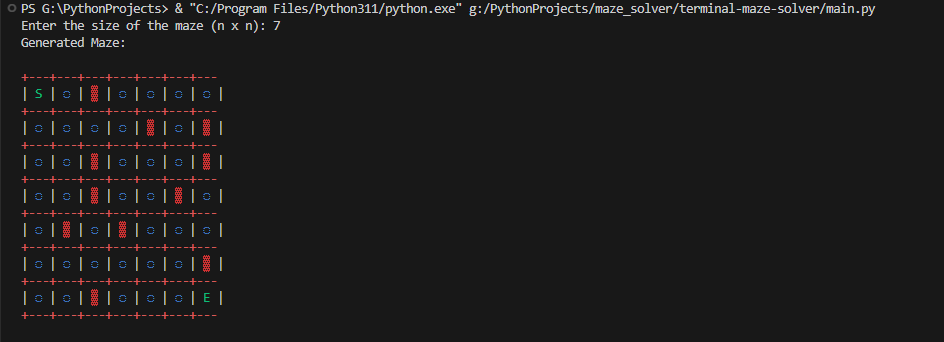 PS G:\PythonProjects> & "C:/Program Files/Python311/python.exe" g:/PythonProjects/maze_solver/terminal-maze-solver/main.py
Enter the size of the maze (n x n): 7
Generated Maze:
+---+---+---+---+---+---+---
| S | ◌ | ▓ | ◌ | ◌ | ◌ | ◌ |
+---+---+---+---+---+---+---
| ◌ | ◌ | ◌ | ◌ | ▓ | ◌ | ▓ |
+---+---+---+---+---+---+---
| ◌ | ◌ | ▓ | ◌ | ◌ | ◌ | ▓ |
+---+---+---+---+---+---+---
| ◌ | ◌ | ▓ | ◌ | ◌ | ▓ | ◌ |
+---+---+---+---+---+---+---
| ◌ | ▓ | ◌ | ▓ | ◌ | ◌ | ◌ |
+---+---+---+---+---+---+---
| ◌ | ◌ | ◌ | ◌ | ◌ | ◌ | ▓ |
+---+---+---+---+---+---+---
| ◌ | ◌ | ▓ | ◌ | ◌ | ◌ | E |
+---+---+---+---+---+---+---